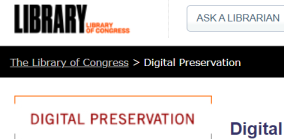 LIBRARY LIBRARY OF CONGRESS
ASK A LIBRARIAN
The Library of Congress > Digital Preservation
DIGITAL PRESERVATION
Digital